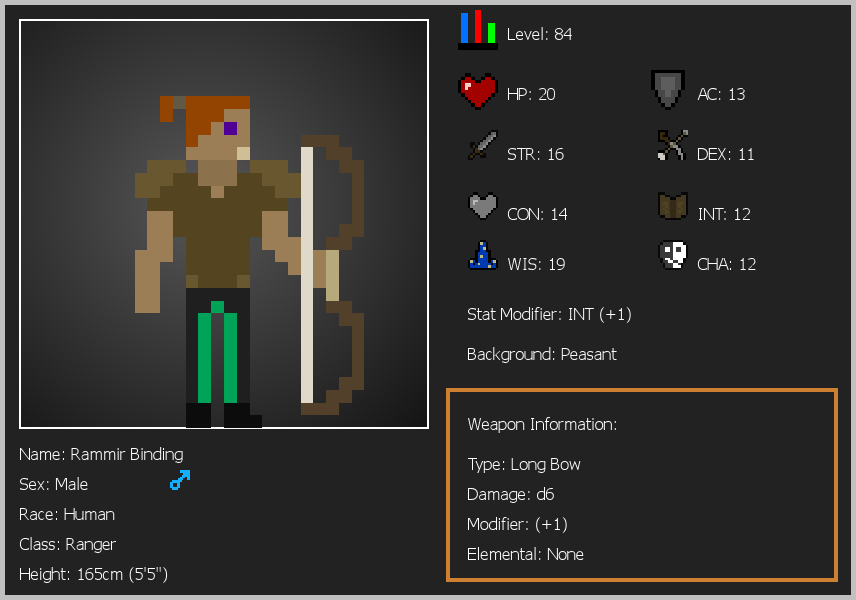 Level: 84
HP: 20
AC: 13
STR: 16
DEX: 11
CON: 14
INT: 12
WIS: 19
CHA: 12
Stat Modifier: INT (+1)
Background: Peasant
Weapon Information:
Type: Long Bow
Damage: d6
Modifier: (+1)
Elemental: None
Name: Rammir Binding
Sex: Male
Race: Human
Class: Ranger
Height: 165cm (5'5")